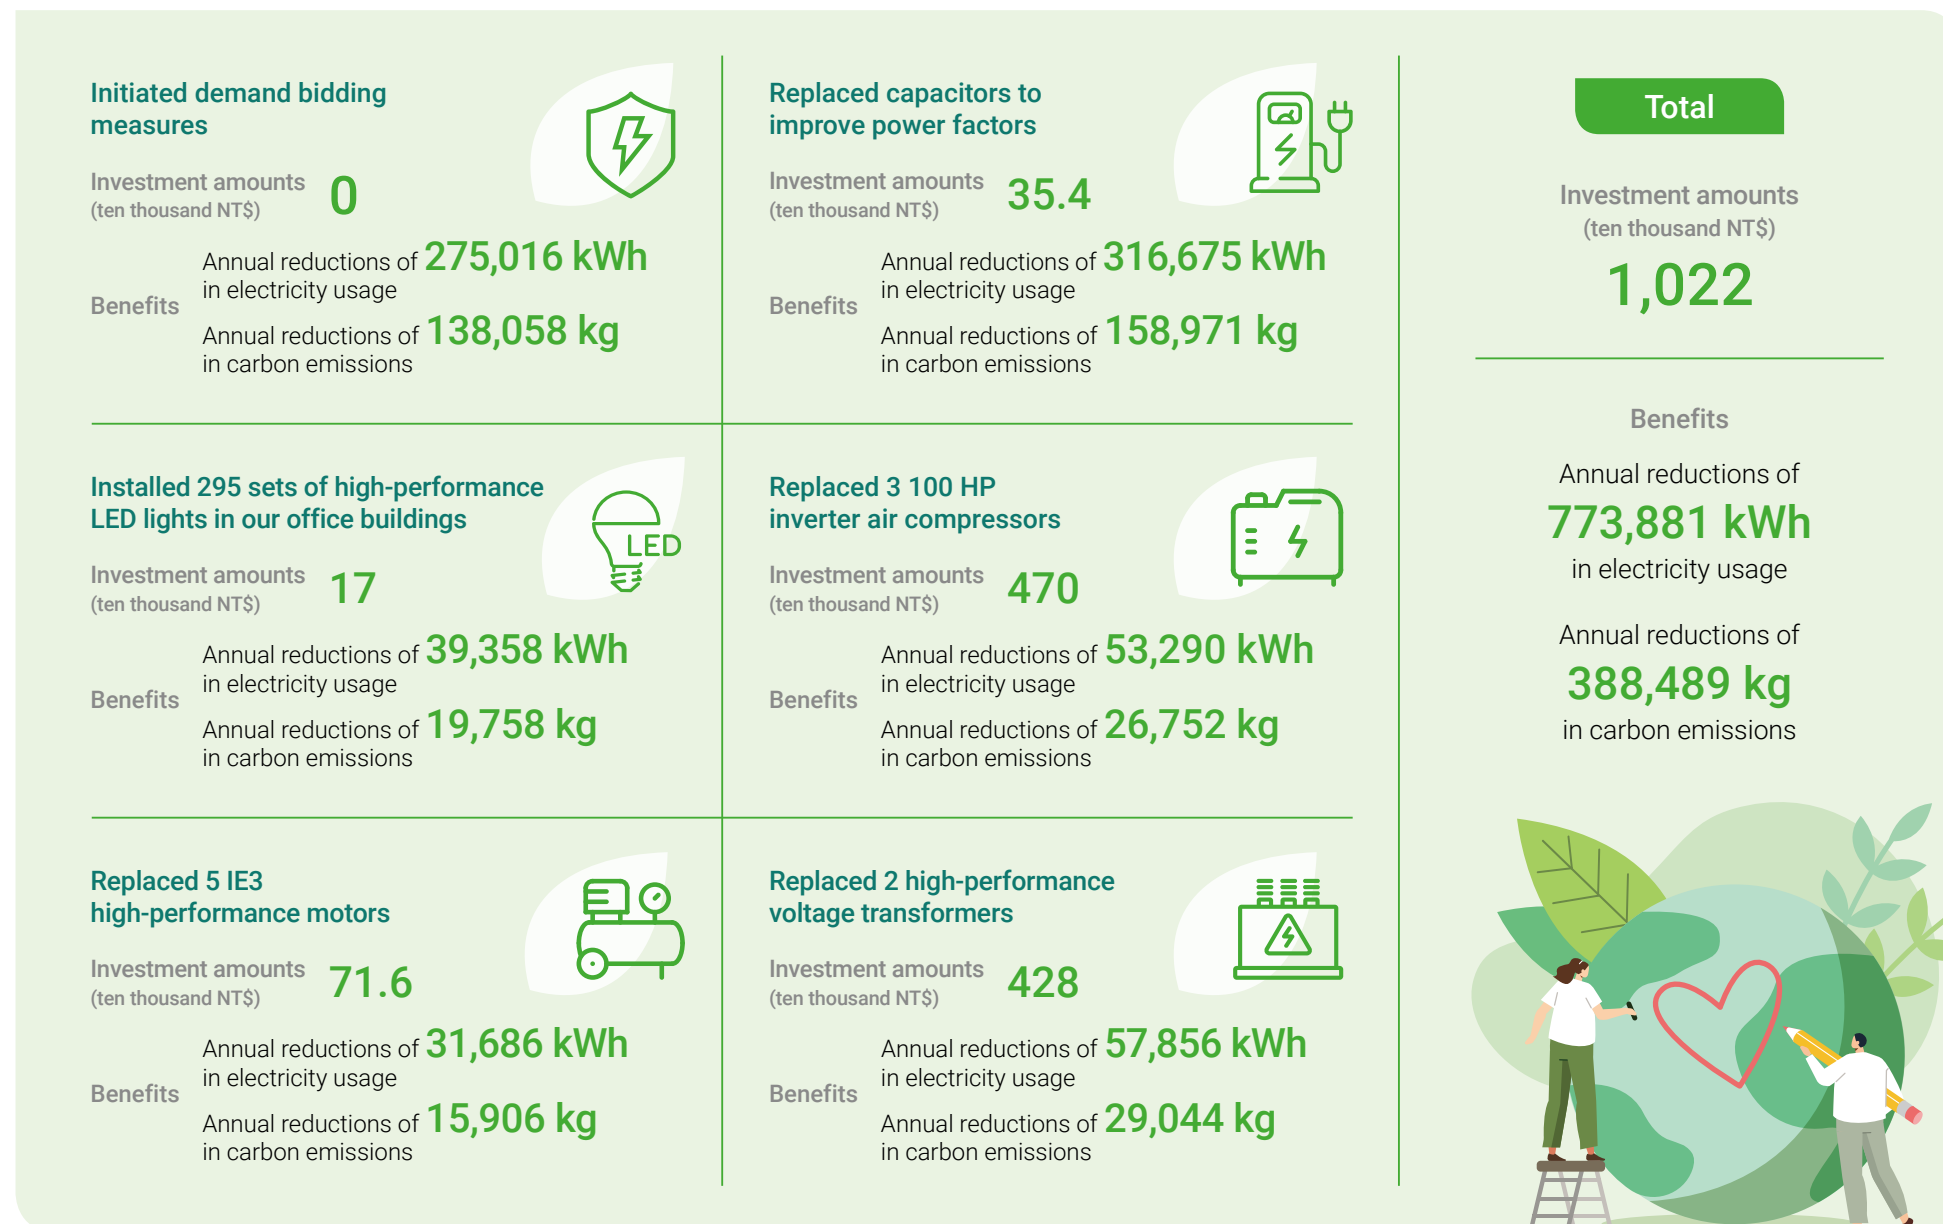 Initiated demand bidding
measures
Investment amounts
(ten thousand NT$)
0
Benefits
Annual reductions of 275,016 kWh
in electricity usage
Annual reductions of 138,058 kg
in carbon emissions
Replaced capacitors to
improve power factors
Investment amounts
(ten thousand NT$)
35.4
Benefits
Annual reductions of 316,675 kWh
in electricity usage
Annual reductions of 158,971 kg
in carbon emissions
Installed 295 sets of high-performance
LED lights in our office buildings
LED
Investment amounts
(ten thousand NT$)
17
Benefits
Annual reductions of 39,358 kWh
in electricity usage
Annual reductions of 19,758 kg
in carbon emissions
Replaced 3 100 HP
inverter air compressors
Investment amounts
(ten thousand NT$)
470
Benefits
Annual reductions of 53,290 kWh
in electricity usage
Annual reductions of 26,752 kg
in carbon emissions
Replaced 5 IE3
high-performance motors
Investment amounts
(ten thousand NT$)
71.6
Benefits
Annual reductions of 31,686 kWh
in electricity usage
Annual reductions of 15,906 kg
in carbon emissions
Replaced 2 high-performance
voltage transformers
Investment amounts
(ten thousand NT$)
428
Benefits
Annual reductions of 57,856 kWh
in electricity usage
Annual reductions of 29,044 kg
in carbon emissions
Total
Investment amounts
(ten thousand NT$)
1,022
Benefits
Annual reductions of
773,881 kWh
in electricity usage
Annual reductions of
388,489 kg
in carbon emissions